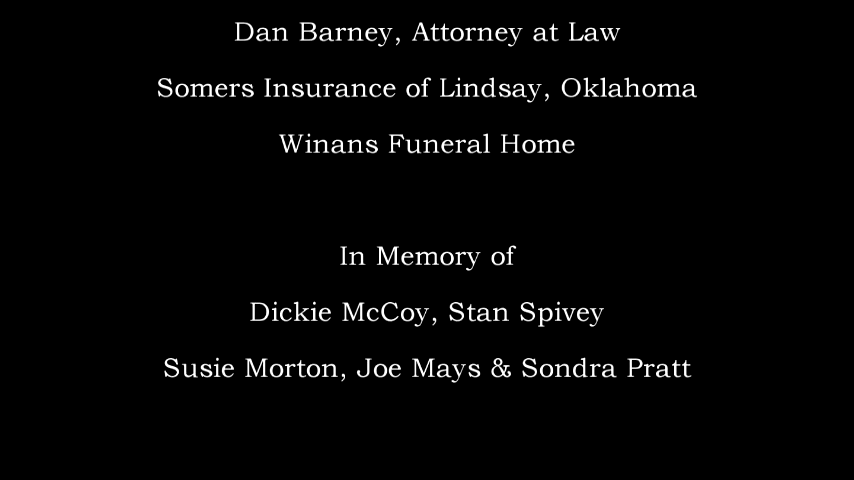 Dan Barney, Attorney at Law
Somers Insurance of Lindsay, Oklahoma
Winans Funeral Home
In Memory of
Dickie McCoy, Stan Spivey
Susie Morton, Joe Mays & Sondra Pratt